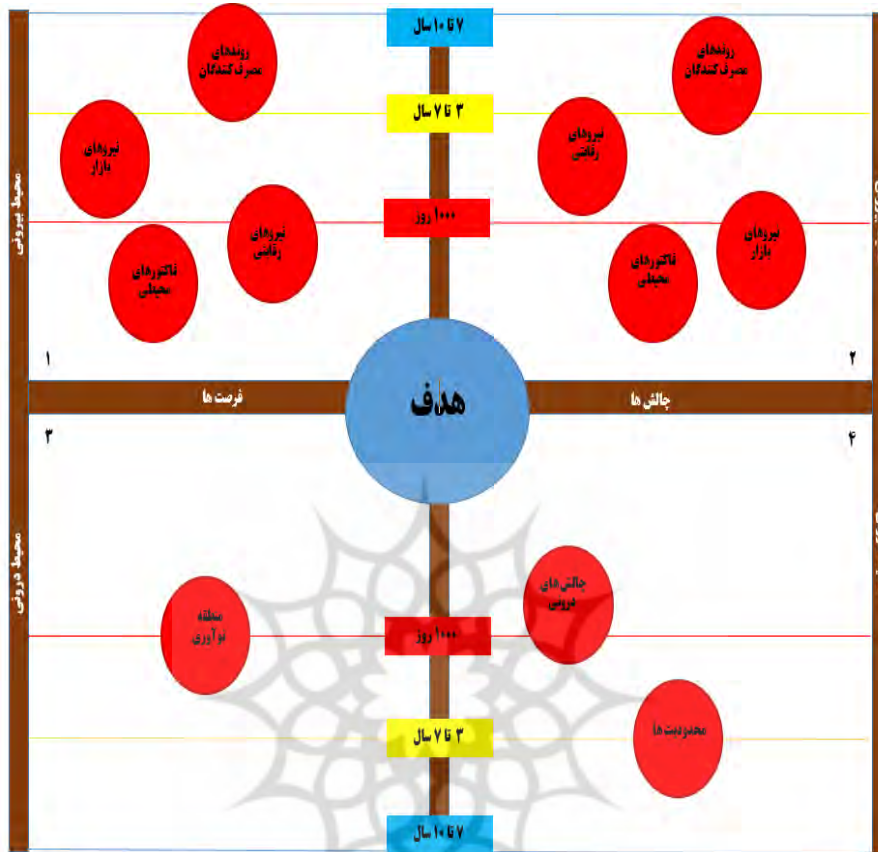 ۷ تا ۱۰ سال
روندهای
مصرف‌کنندگان
روندهای
مصرف‌کنندگان
۳ تا ۷ سال
نیروهای
رقابتی
نیروهای
بازار
۱۰۰۰ روز
نیروهای
بازار
نیروهای
رقابتی
فاکتورهای
محیطی
فاکتورهای
محیطی
محیط بیرونی
۲
۱
چالش ها
هدف
فرصت ها
۴
۳
محیط درونی
چالش‌های
درونی
منطقه
نوآوری
۱۰۰۰ روز
محدودیت ها
۳ تا ۷ سال
۷ تا ۱۰ سال